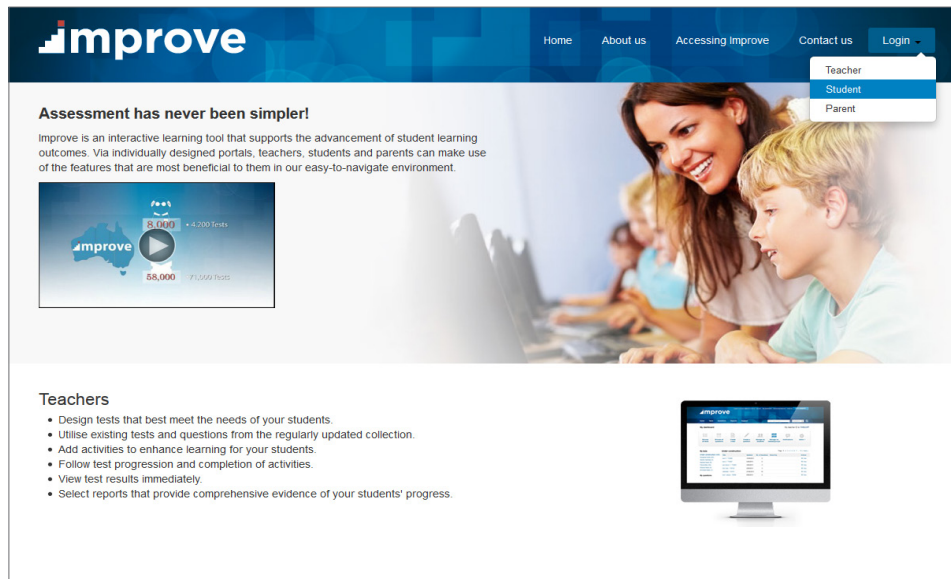 improve
Home About us Accessing Improve Contact us Login
Teacher
Student
Parent
Assessment has never been simpler!
Improve is an interactive learning tool that supports the advancement of student learning
outcomes. Via individually designed portals, teachers, students and parents can make use
of the features that are most beneficial to them in our easy-to-navigate environment.
8,000 • 4,200 Tests
improve
58,000 71,000 Tests
Teachers
• Design tests that best meet the needs of your students.
• Utilise existing tests and questions from the regularly updated collection.
• Add activities to enhance learning for your students.
• Follow test progression and completion of activities.
• View test results immediately.
• Select reports that provide comprehensive evidence of your students' progress.
improve